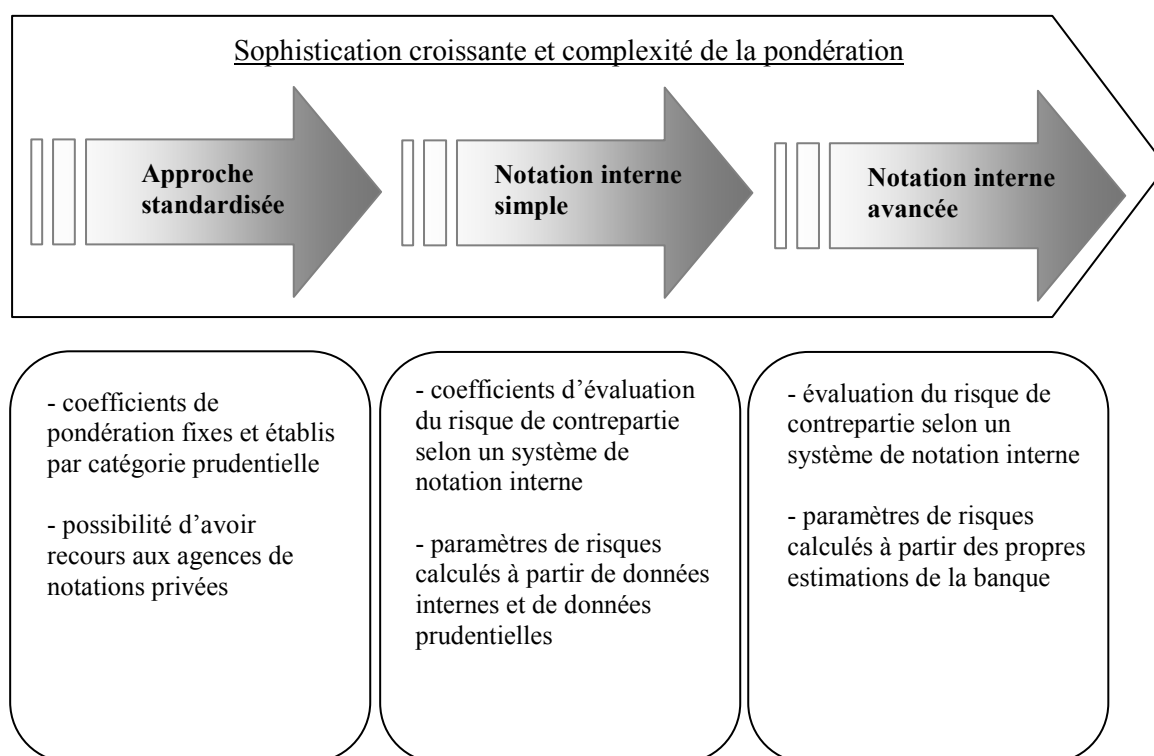 Sophistication croissante et complexité de la pondération
Approche
standardisée
Notation interne
simple
Notation interne
avancée
- coefficients de
pondération fixes et établis
par catégorie prudentielle
- possibilité d’avoir
recours aux agences de
notations privées
- coefficients d’évaluation
du risque de contrepartie
selon un système de
notation interne
- paramètres de risques
calculés à partir de données
internes et de données
prudentielles
- évaluation du risque de
contrepartie selon un
système de notation interne
- paramètres de risques
calculés à partir des propres
estimations de la banque